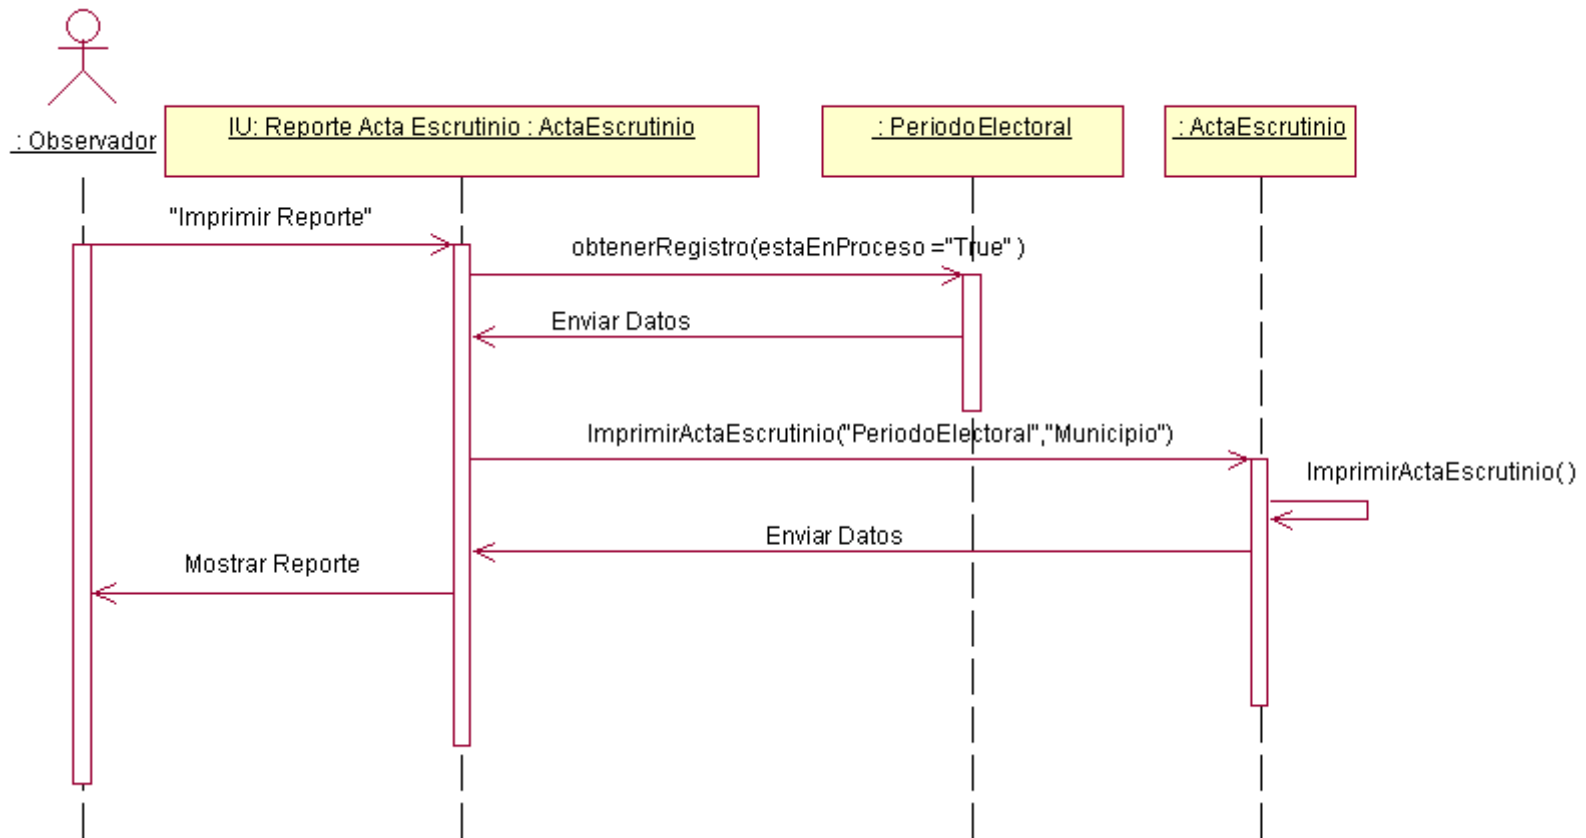 : Observador
IU: Reporte Acta Escrutinio : ActaEscrutinio
: PeriodoElectoral
: ActaEscrutinio
"Imprimir Reporte"
obtenerRegistro(estaEnProceso ="True" )
Enviar Datos
ImprimirActaEscrutinio("PeriodoElectoral","Municipio")
ImprimirActaEscrutinio( )
Enviar Datos
Mostrar Reporte